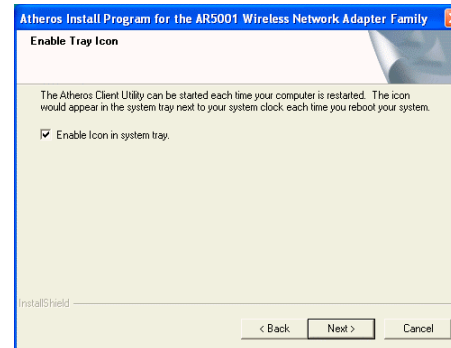 Atheros Install Program for the AR5001 Wireless Network Adapter Family
Enable Tray Icon
The Atheros Client Utility can be started each time your computer is restarted. The icon
would appear in the system tray next to your system clock each time you reboot your system.
Enable Icon in system tray.
InstallShield
< Back Next > Cancel